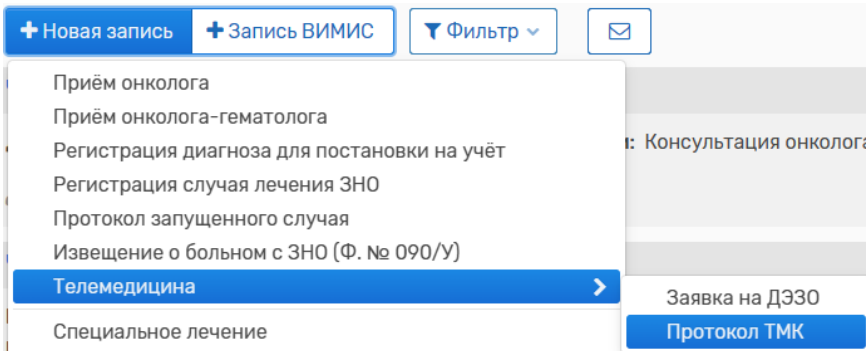 Новая запись
Запись ВИМИС
Фильтр
Приём онколога
Приём онколога-гематолога
Регистрация диагноза для постановки на учёт
: Консультация онколога
Регистрация случая лечения ЗНО
Протокол запущенного случая
Извещение о больном с ЗНО (Ф. № 090/У)
Телемедицина
Заявка на ДЭЗО
Специальное лечение
Протокол ТМК